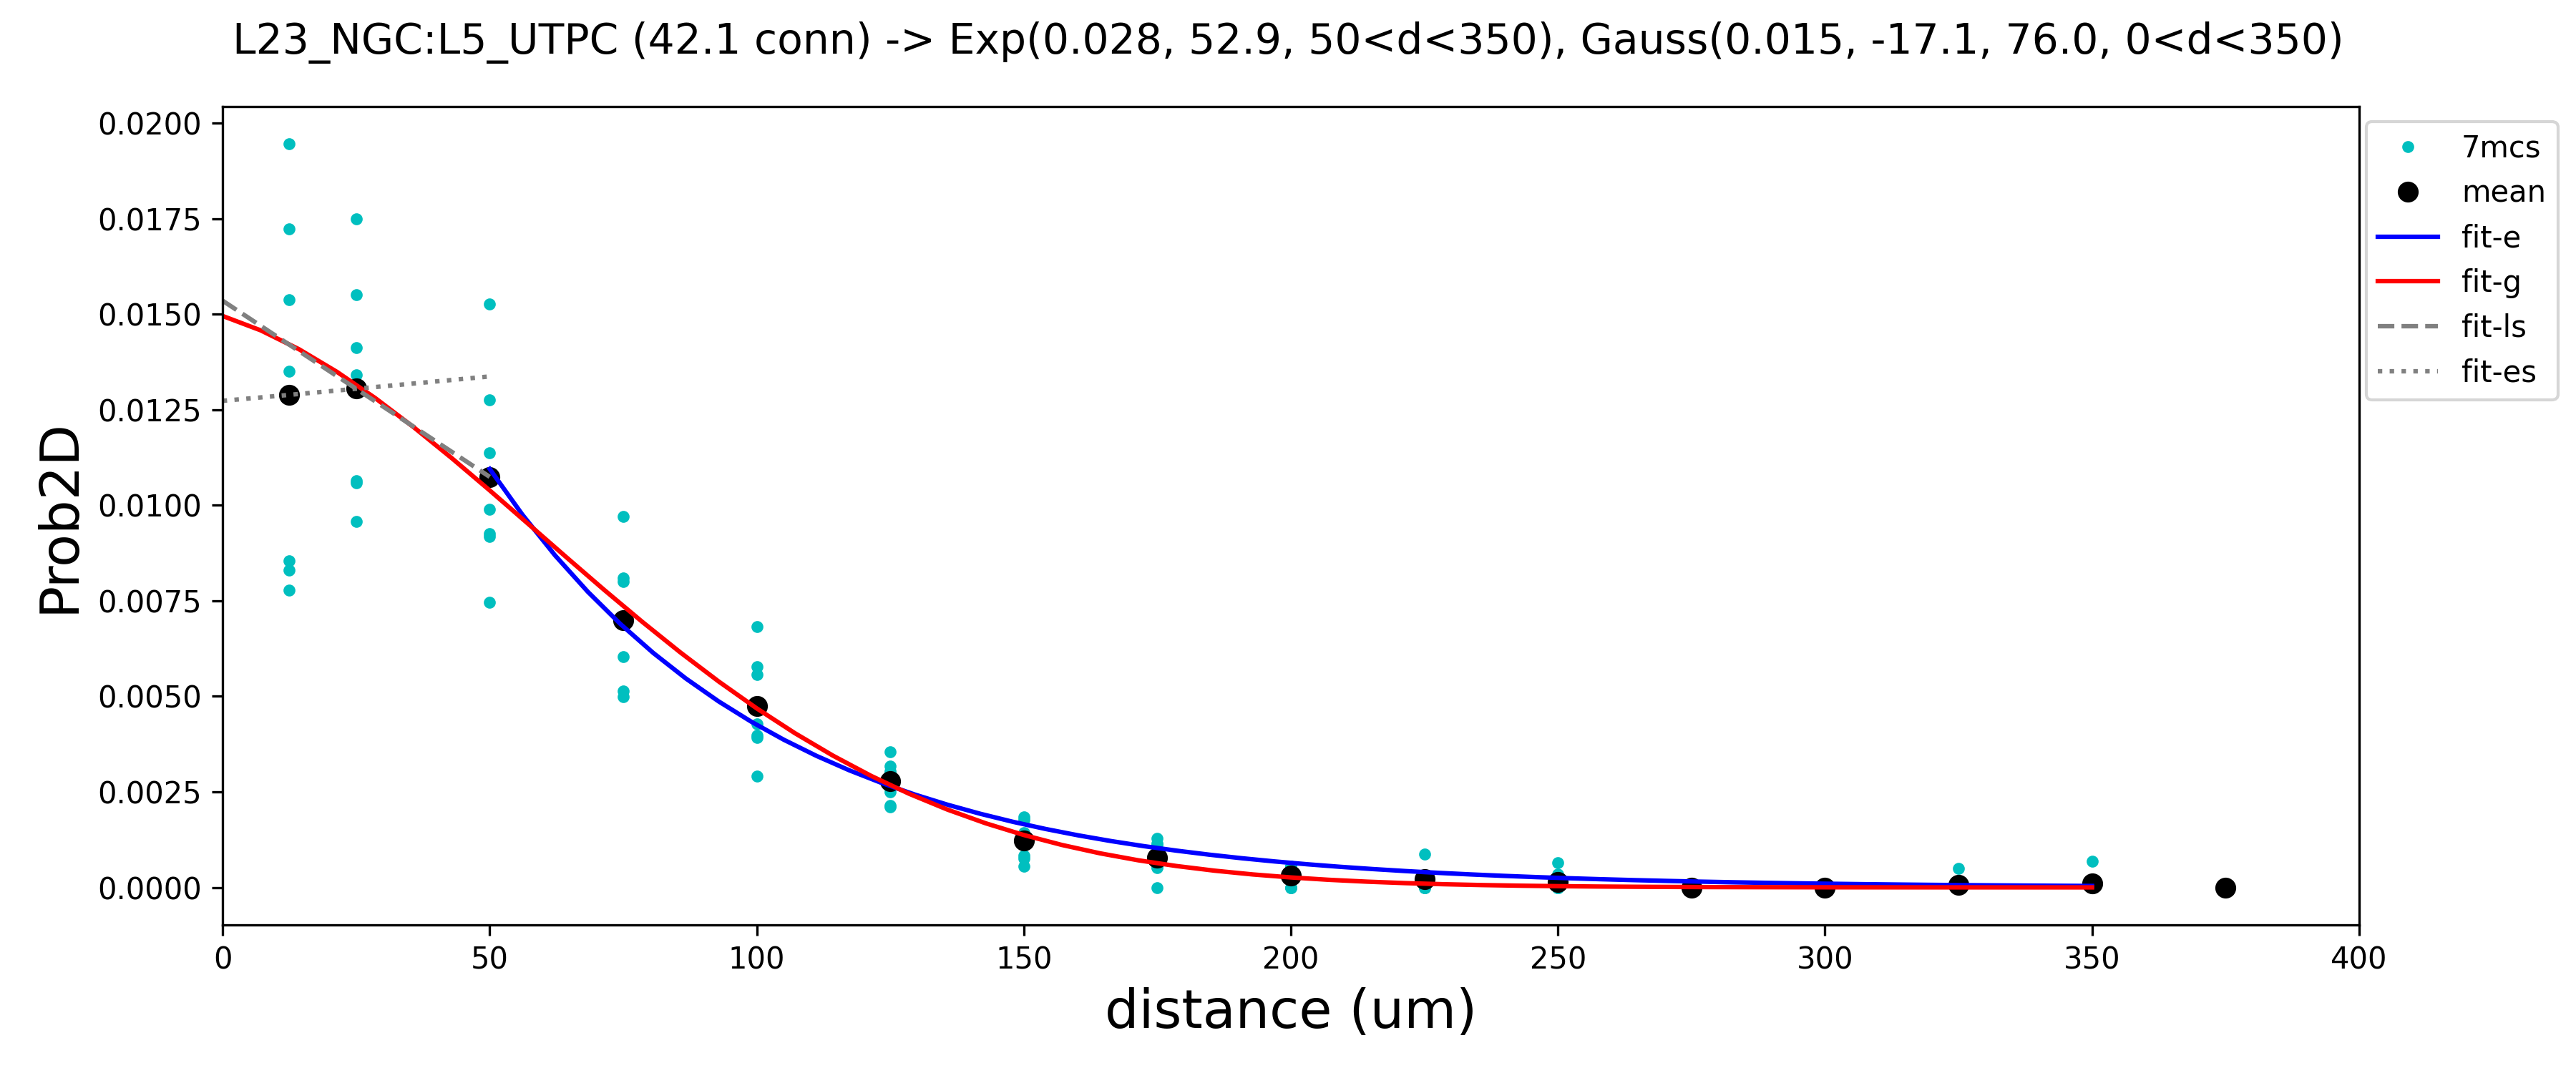 L23_NGC:L5_UTPC (42.1 conn) -> Exp(0.028, 52.9, 50<d<350), Gauss(0.015, -17.1, 76.0, 0<d<350)
0.0200
0.0175
0.0150
0.0125
0.0100
0.0075
0.0050
0.0025
0.0000
Prob2D
0 50 100 150 200 250 300 350 400
distance (um)
7mcs
mean
fit-e
fit-g
fit-ls
fit-es